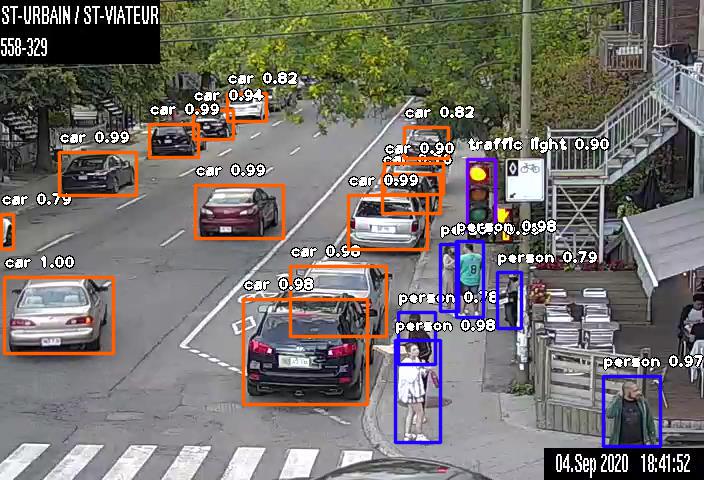 ST-URBAIN / ST-VIATEUR
558-329
car 0.82
car 0.94
car 0.99
car 0.99
car 0.82
traffic light 0.90
car 0.90
car 0.99
car 0.99
car 0.79
person 0.98
person 0.79
car 0.98
car 1.00
car 0.98
person 0.78
person 0.98
person 0.97
8
04.Sep 2020 18:41:52